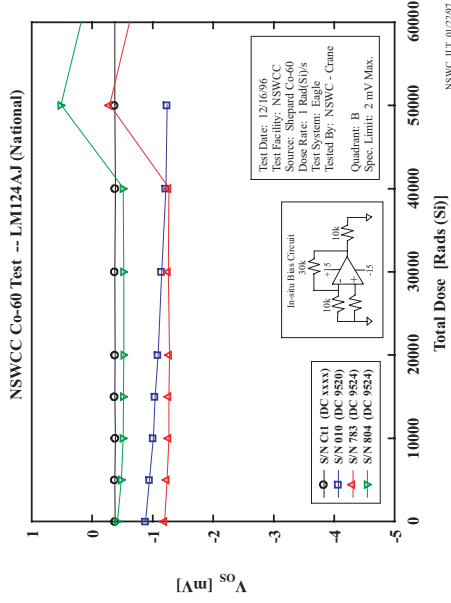 NSWCC Co-60 Test -- LM124AJ (National)
V_OS [mV]
1
0
-1
-2
-3
-4
-5
0
10000
20000
30000
40000
50000
60000
Total Dose [Rads (Si)]
S/N Ct1 (DC xxxx)
S/N 010 (DC 9520)
S/N 783 (DC 9524)
S/N 804 (DC 9524)
In-situ Bias Circuit
30k
+15
10k
10k
-
+
-15
Test Date: 12/16/96
Test Facility: NSWCC
Source: Shepard Co-60
Dose Rate: 1 Rad(Si)/s
Test System: Eagle
Tested By: NSWC - Crane
Quadrant: B
Spec. Limit: 2 mV Max.